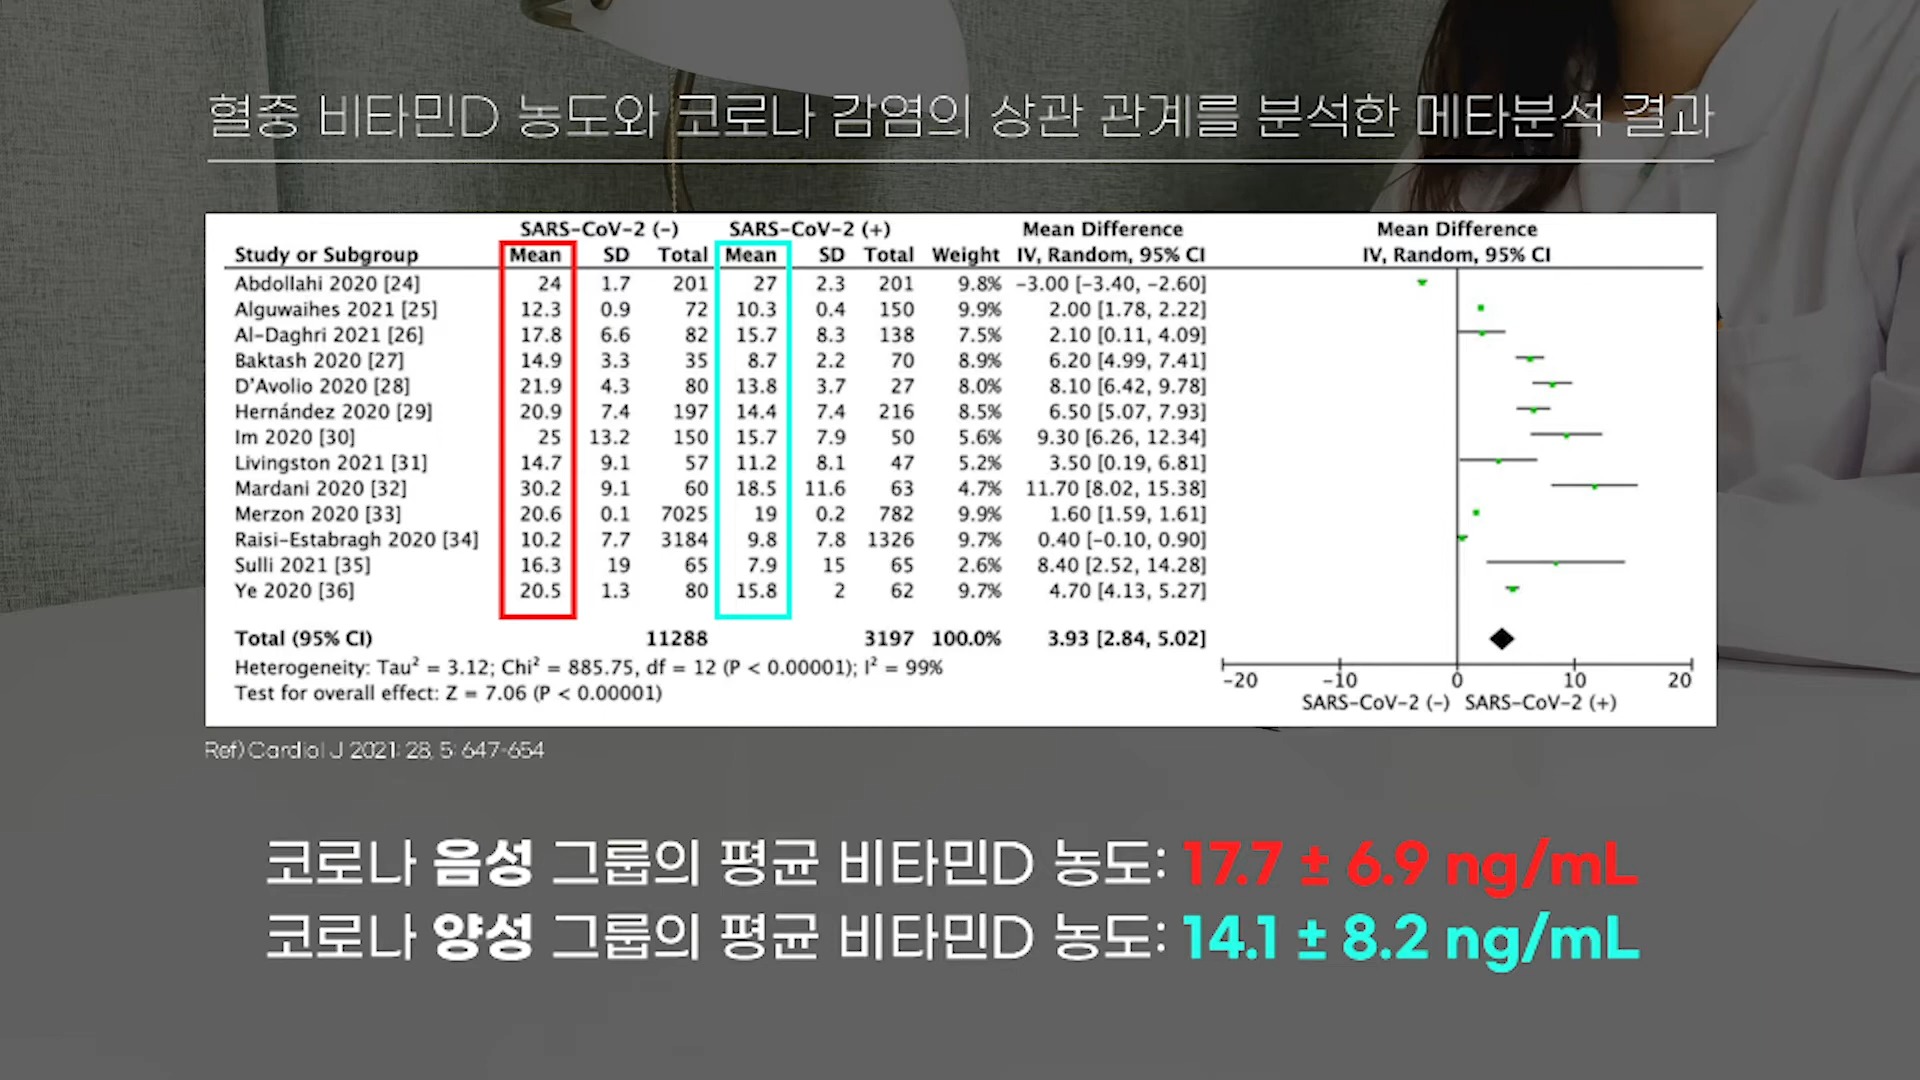 혈중 비타민D 농도와 코로나 감염의 상관 관계를 분석한 메타분석 결과
SARS-CoV-2 (-) SARS-CoV-2 (+) Mean Difference Mean Difference
Study or Subgroup Mean SD Total Mean SD Total Weight IV, Random, 95% CI IV, Random, 95% CI
Abdollahi 2020 [24] 24 1.7 201 27 2.3 201 9.8% -3.00 [-3.40, -2.60]
Alguwaihes 2021 [25] 12.3 0.9 72 10.3 0.4 150 9.9% 2.00 [1.78, 2.22]
Al-Daghri 2021 [26] 17.8 6.6 82 15.7 8.3 138 7.5% 2.10 [0.11, 4.09]
Baktash 2020 [27] 14.9 3.3 35 8.7 2.2 70 8.9% 6.20 [4.99, 7.41]
D'Avolio 2020 [28] 21.9 4.3 80 13.8 3.7 27 8.0% 8.10 [6.42, 9.78]
Hernández 2020 [29] 20.9 7.4 197 14.4 7.4 216 8.5% 6.50 [5.07, 7.93]
Im 2020 [30] 25 13.2 150 15.7 7.9 50 5.6% 9.30 [6.26, 12.34]
Livingston 2021 [31] 14.7 9.1 57 11.2 8.1 47 5.2% 3.50 [0.19, 6.81]
Mardani 2020 [32] 30.2 9.1 60 18.5 11.6 63 4.7% 11.70 [8.02, 15.38]
Merzon 2020 [33] 20.6 0.1 7025 19 0.2 782 9.9% 1.60 [1.59, 1.61]
Raisi-Estabragh 2020 [34] 10.2 7.7 3184 9.8 7.8 1326 9.7% 0.40 [-0.10, 0.90]
Sulli 2021 [35] 16.3 19 65 7.9 15 65 2.6% 8.40 [2.52, 14.28]
Ye 2020 [36] 20.5 1.3 80 15.8 2 62 9.7% 4.70 [4.13, 5.27]
Total (95% CI) 11288 3197 100.0% 3.93 [2.84, 5.02]
Heterogeneity: Tau² = 3.12; Chi² = 885.75, df = 12 (P < 0.00001); I² = 99%
Test for overall effect: Z = 7.06 (P < 0.00001)
-20 -10 0 10 20
SARS-CoV-2 (-) SARS-CoV-2 (+)
Ref) Cardiol J 2021; 28, 5: 647-654
코로나 음성 그룹의 평균 비타민D 농도: 17.7 ± 6.9 ng/mL
코로나 양성 그룹의 평균 비타민D 농도: 14.1 ± 8.2 ng/mL